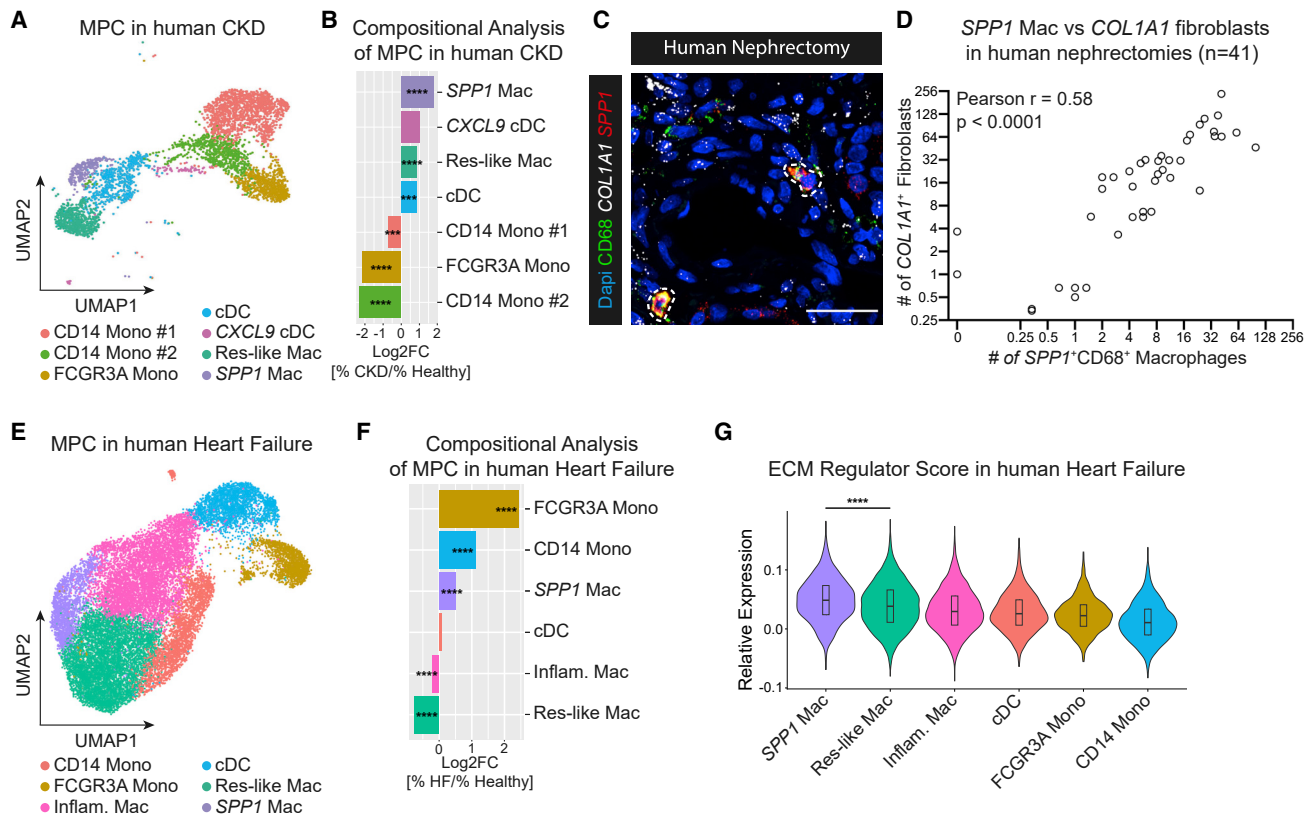 A
MPC in human CKD
UMAP2
UMAP1
CD14 Mono #1
CD14 Mono #2
FCGR3A Mono
cDC
CXCL9 cDC
Res-like Mac
SPP1 Mac
B
Compositional Analysis
of MPC in human CKD
**** SPP1 Mac
CXCL9 cDC
**** Res-like Mac
*** cDC
*** CD14 Mono #1
**** FCGR3A Mono
**** CD14 Mono #2
-2 -1 0 1 2
Log2FC
[% CKD/% Healthy]
C
Human Nephrectomy
Dapi CD68 COL1A1 SPP1
D
SPP1 Mac vs COL1A1 fibroblasts
in human nephrectomies (n=41)
Pearson r = 0.58
p < 0.0001
# of COL1A1+ Fibroblasts
256
128
64
32
16
8
4
2
1
0.5
0.25
0 0.25 0.5 1 2 4 8 16 32 64 128 256
# of SPP1+CD68+ Macrophages
E
MPC in human Heart Failure
UMAP2
UMAP1
CD14 Mono
FCGR3A Mono
Inflam. Mac
cDC
Res-like Mac
SPP1 Mac
F
Compositional Analysis
of MPC in human Heart Failure
**** FCGR3A Mono
**** CD14 Mono
**** SPP1 Mac
cDC
**** Inflam. Mac
**** Res-like Mac
0 1 2
Log2FC
[% HF/% Healthy]
G
ECM Regulator Score in human Heart Failure
****
Relative Expression
0.1
0.0
-0.1
SPP1 Mac
Res-like Mac
Inflam. Mac
cDC
FCGR3A Mono
CD14 Mono